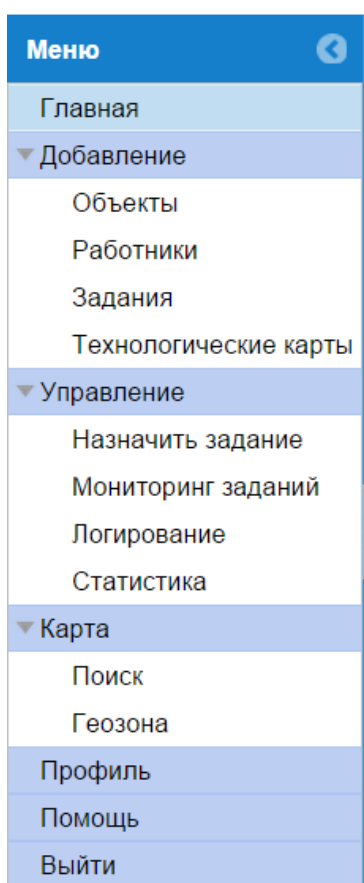 Меню
Главная
Добавление
Объекты
Работники
Задания
Технологические карты
Управление
Назначить задание
Мониторинг заданий
Логирование
Статистика
Карта
Поиск
Геозона
Профиль
Помощь
Выйти